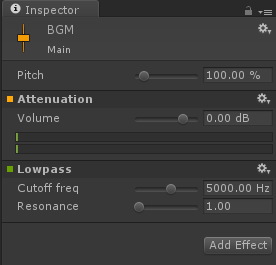 Inspector
BGM
Main
Pitch 100.00 %
Attenuation
Volume 0.00 dB
Lowpass
Cutoff freq 5000.00 Hz
Resonance 1.00
Add Effect